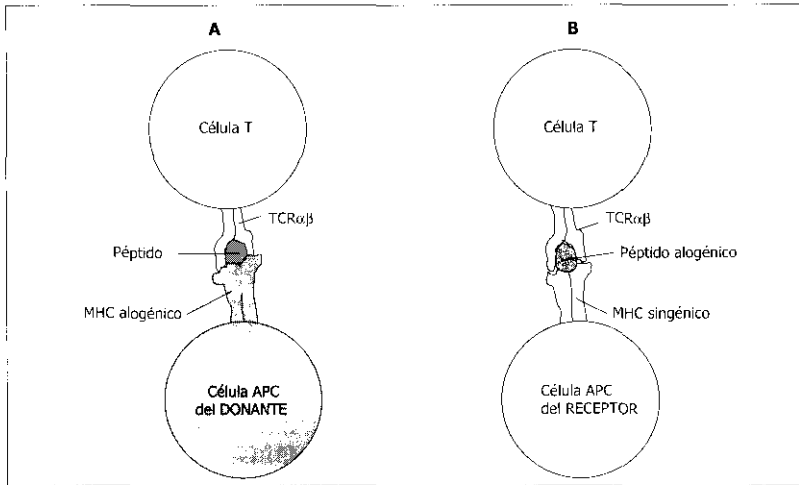 A
Célula T
TCRαβ
Péptido
MHC alogénico
Célula APC
del DONANTE
B
Célula T
TCRαβ
Péptido alogénico
MHC singénico
Célula APC
del RECEPTOR